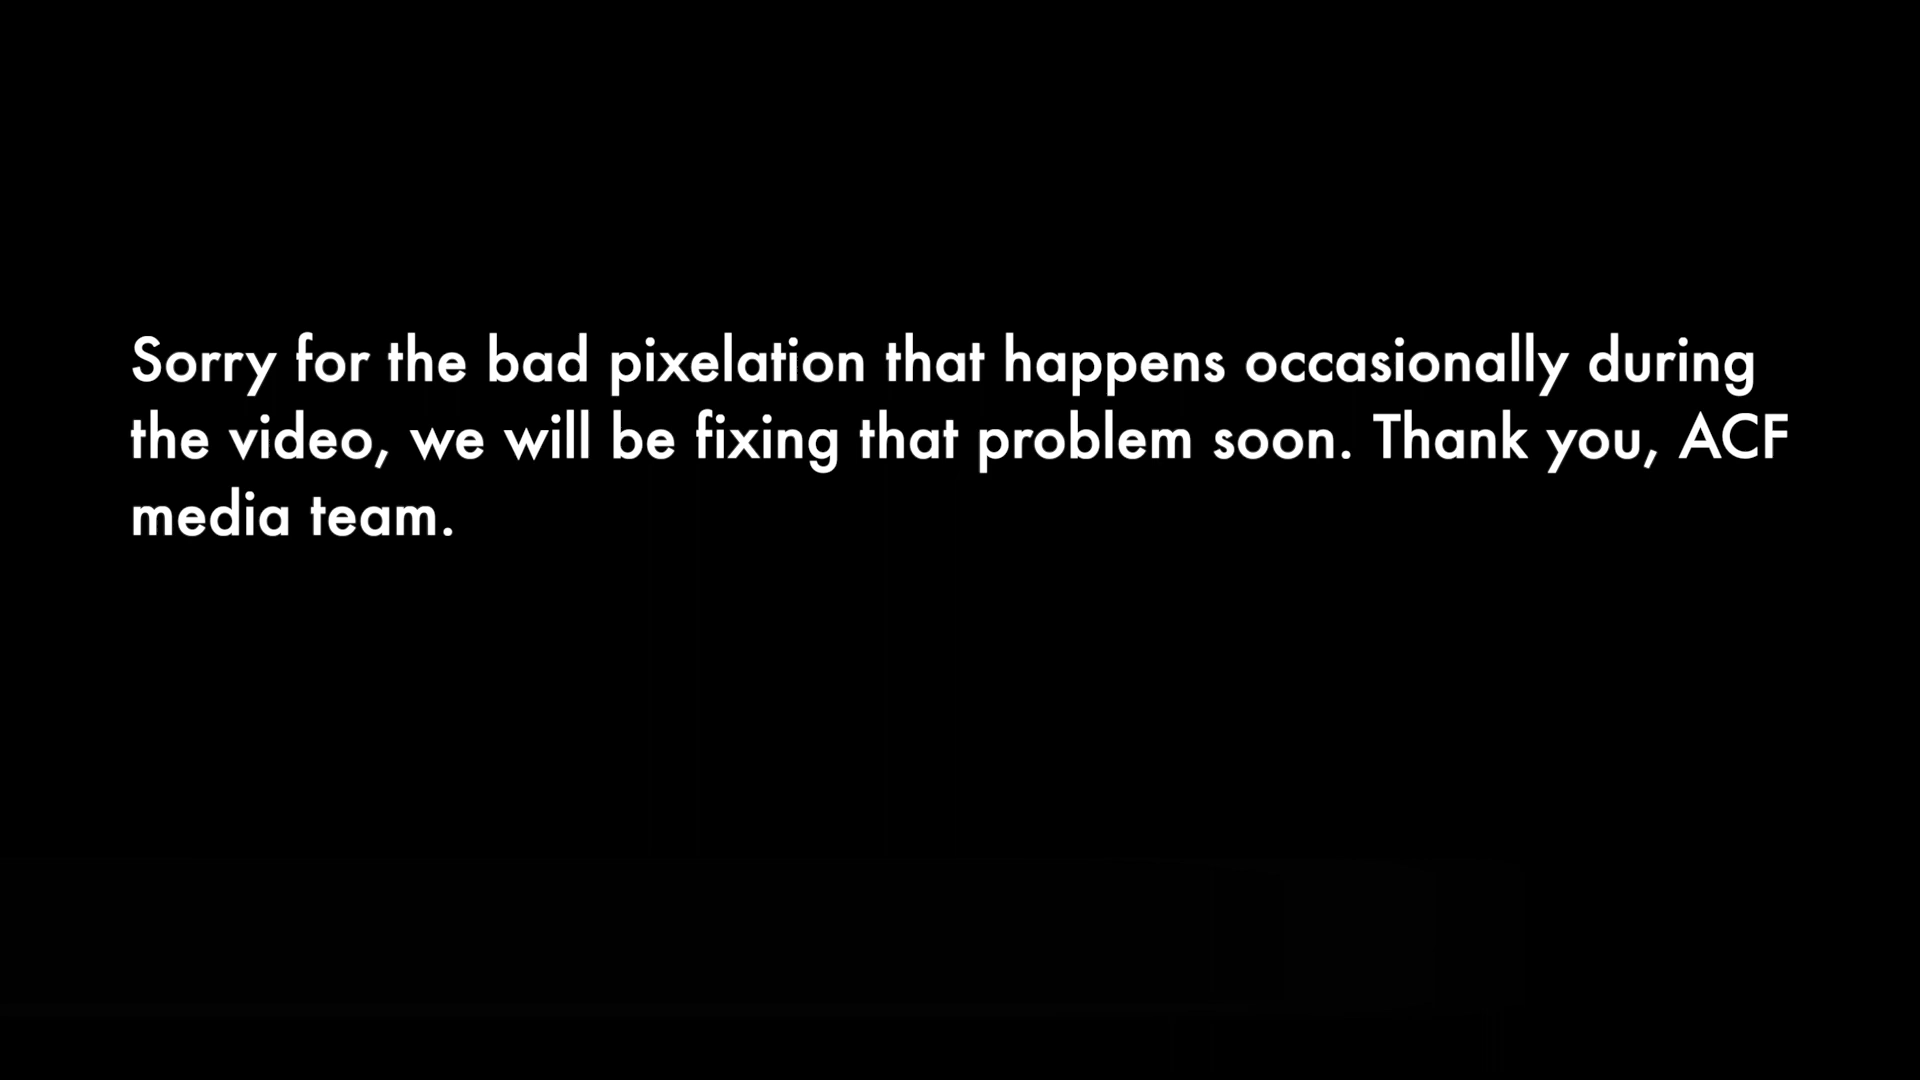 Sorry for the bad pixelation that happens occasionally during
the video, we will be fixing that problem soon. Thank you, ACF
media team.